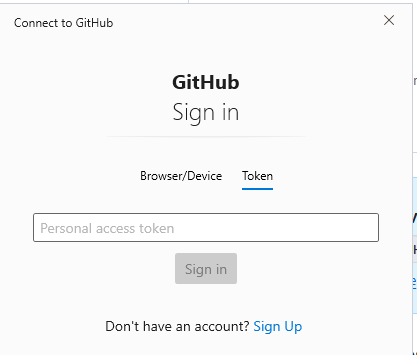 Connect to GitHub
GitHub
Sign in
Browser/Device Token
Personal access token
Sign in
Don't have an account? Sign Up